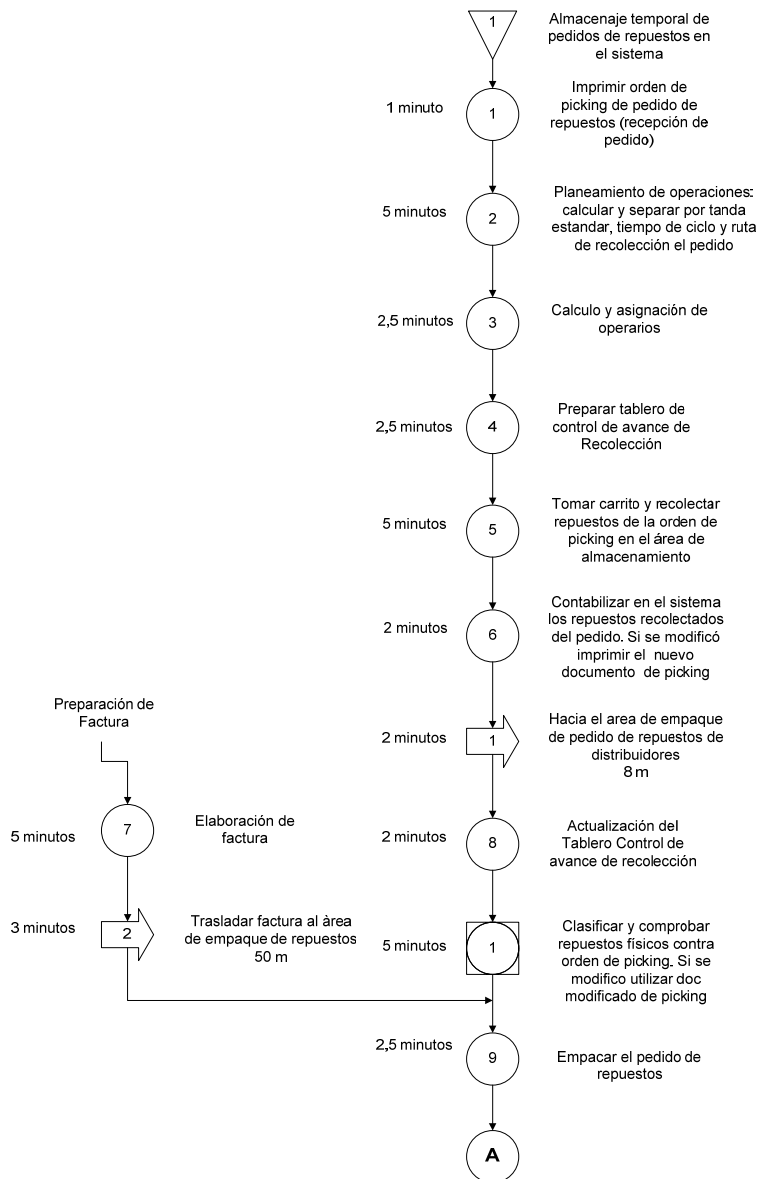 1
Almacenaje temporal de
pedidos de repuestos en
el sistema
1 minuto
1
Imprimir orden de
picking de pedido de
repuestos (recepción de
pedido)
5 minutos
2
Planeamiento de operaciones:
calcular y separar por tanda
estandar, tiempo de ciclo y ruta
de recolección el pedido
2,5 minutos
3
Calculo y asignación de
operarios
2,5 minutos
4
Preparar tablero de
control de avance de
Recolección
5 minutos
5
Tomar carrito y recolectar
repuestos de la orden de
picking en el área de
almacenamiento
2 minutos
6
Contabilizar en el sistema
los repuestos recolectados
del pedido. Si se modificó
imprimir el nuevo
documento de picking
2 minutos
1
Hacia el area de empaque
de pedido de repuestos de
distribuidores
8 m
Preparación de
Factura
5 minutos
7
Elaboración de
factura
2 minutos
8
Actualización del
Tablero Control de
avance de recolección
3 minutos
2
Trasladar factura al àrea
de empaque de repuestos
50 m
5 minutos
1
Clasificar y comprobar
repuestos físicos contra
orden de picking. Si se
modifico utilizar doc
modificado de picking
2,5 minutos
9
Empacar el pedido de
repuestos
A